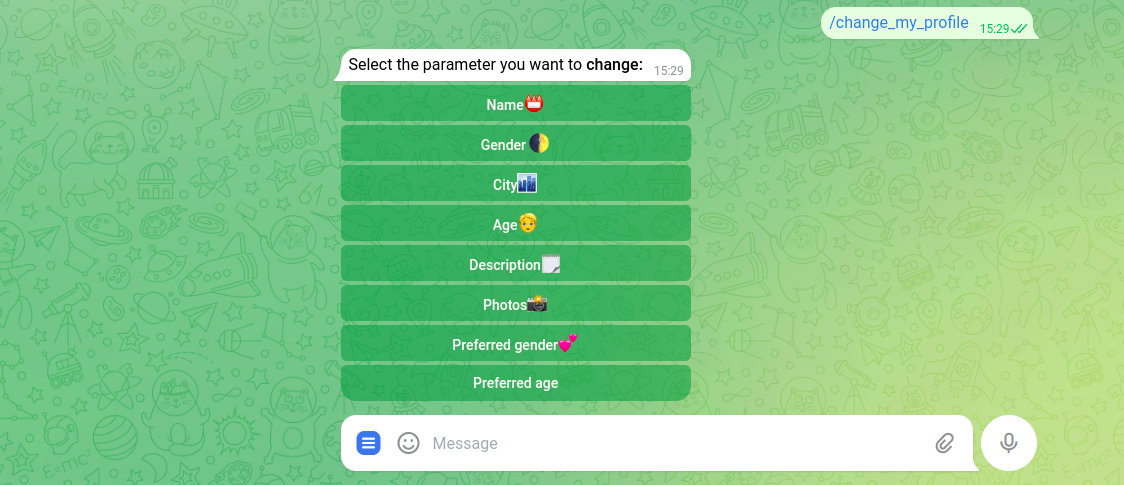 /change_my_profile
15:29
Select the parameter you want to change:
15:29
Name
Gender
City
Age
Description
Photos
Preferred gender
Preferred age
Message